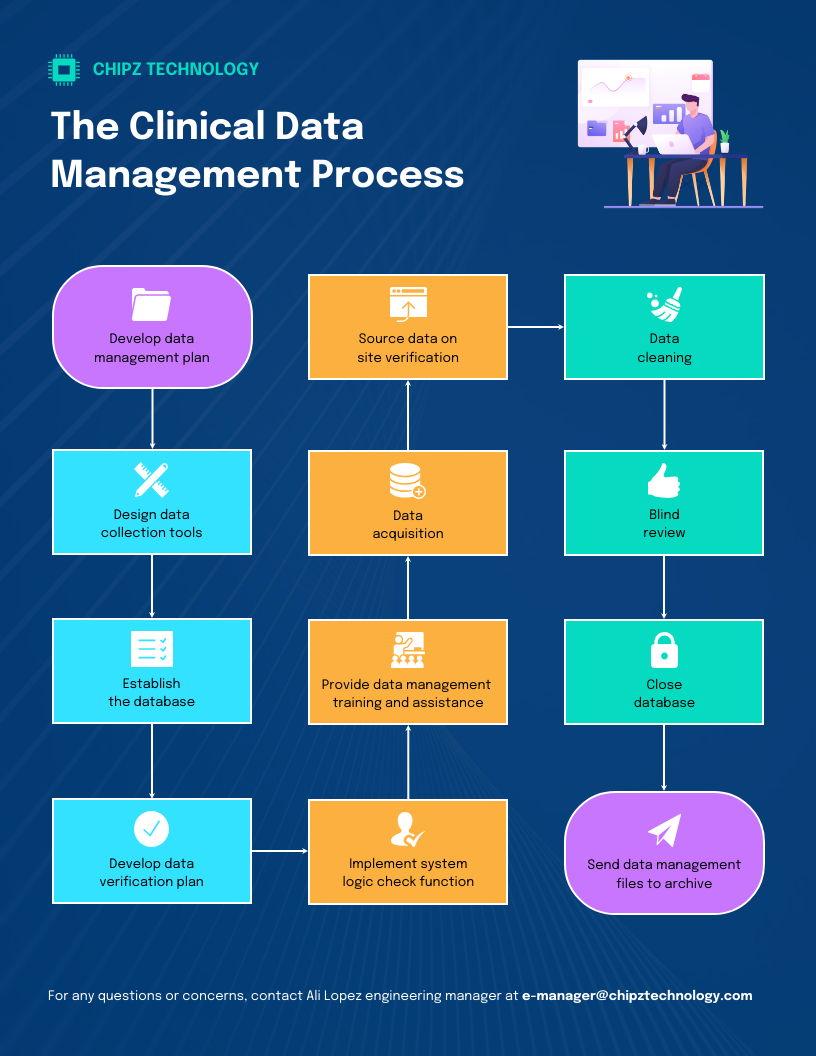 CHIPZ TECHNOLOGY
The Clinical Data
Management Process
Develop data
management plan
Design data
collection tools
Establish
the database
Develop data
verification plan
Implement system
logic check function
Provide data management
training and assistance
Data
acquisition
Source data on
site verification
Data
cleaning
Blind
review
Close
database
Send data management
files to archive
For any questions or concerns, contact Ali Lopez engineering manager at e-manager@chipztechnology.com